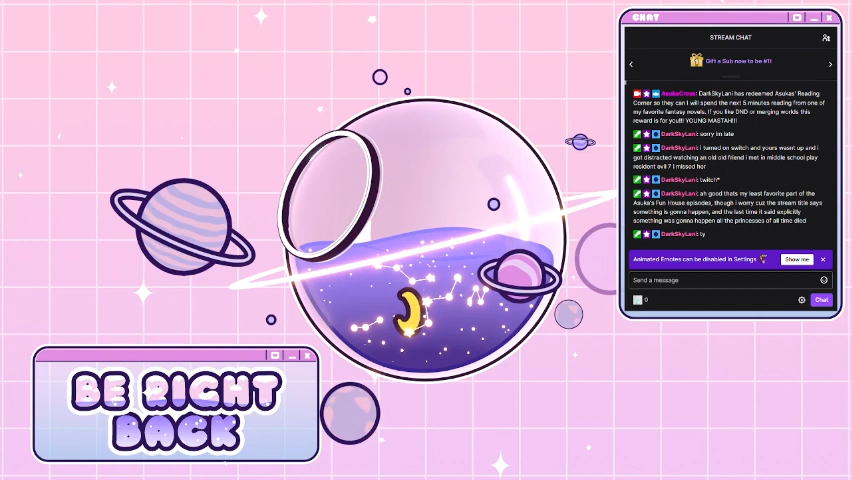 CHAT
STREAM CHAT
Gift a Sub now to be #1!
AsukaCross: DarkSkyLani has redeemed Asukas' Reading
Corner so they can I will spend the next 5 minutes reading from one of
my favorite fantasy novels. If you like DND or merging worlds this
reward is for you!!! YOUNG MASTAH!!!
DarkSkyLani: sorry im late
DarkSkyLani: i turned on switch and yours wasnt up and i
got distracted watching an old old friend i met in middle school play
resident evil 7 I missed her
DarkSkyLani: twitch*
DarkSkyLani: ah good thats my least favorite part of the
Asuka's Fun House episodes, though i worry cuz the stream title says
something is gonna happen, and the last time it said explicitly
something was gonna happen all the princesses of all time died
DarkSkyLani: ty
Animated Emotes can be disabled in Settings
Show me
Send a message
0
Chat
BE RIGHT
BACK